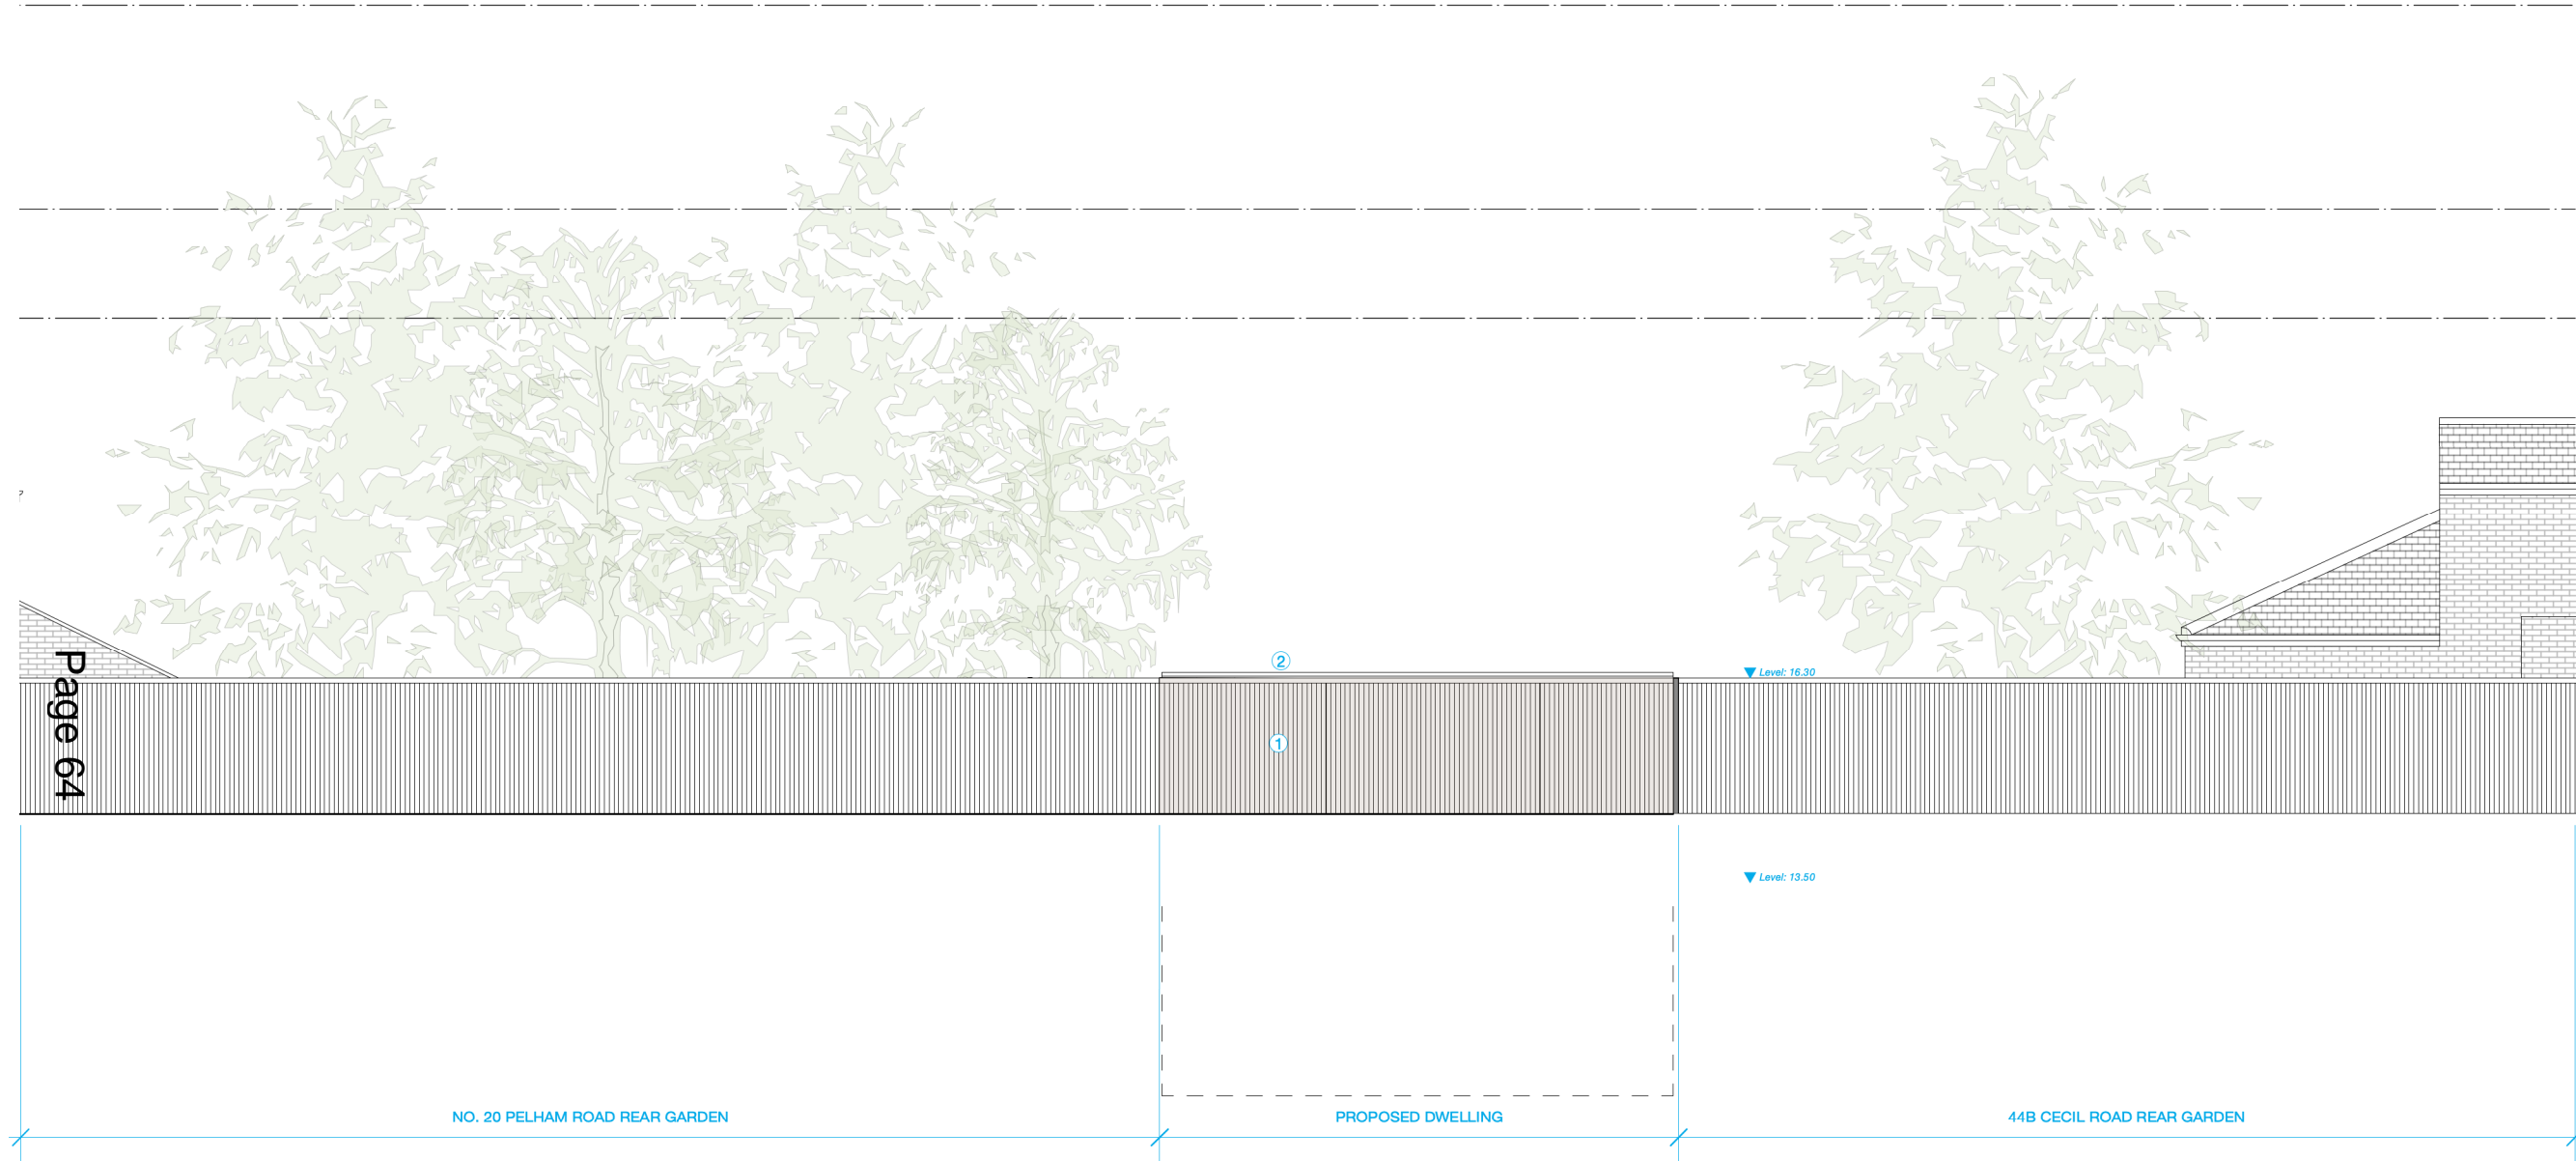 ②
Level: 16.30
Page 64
①
Level: 13.50
NO. 20 PELHAM ROAD REAR GARDEN
PROPOSED DWELLING
44B CECIL ROAD REAR GARDEN